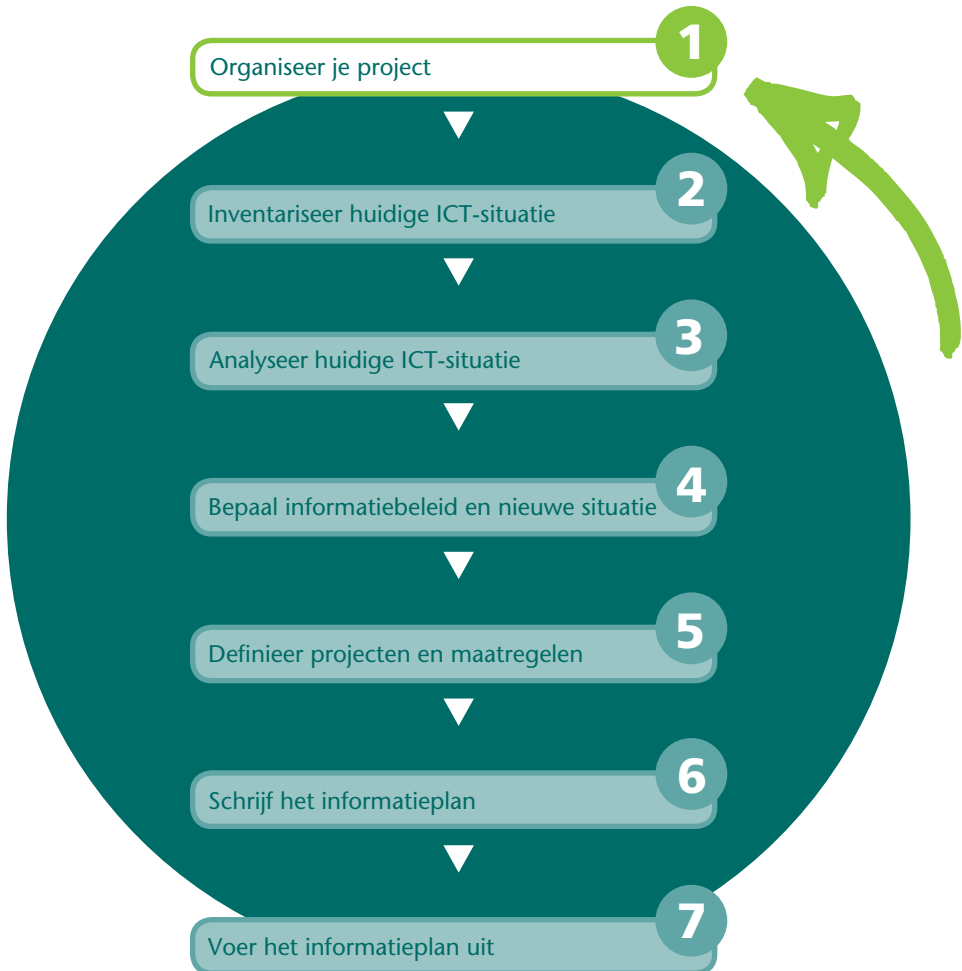 1
Organiseer je project
2
Inventariseer huidige ICT-situatie
3
Analyseer huidige ICT-situatie
4
Bepaal informatiebeleid en nieuwe situatie
5
Definieer projecten en maatregelen
6
Schrijf het informatieplan
7
Voer het informatieplan uit